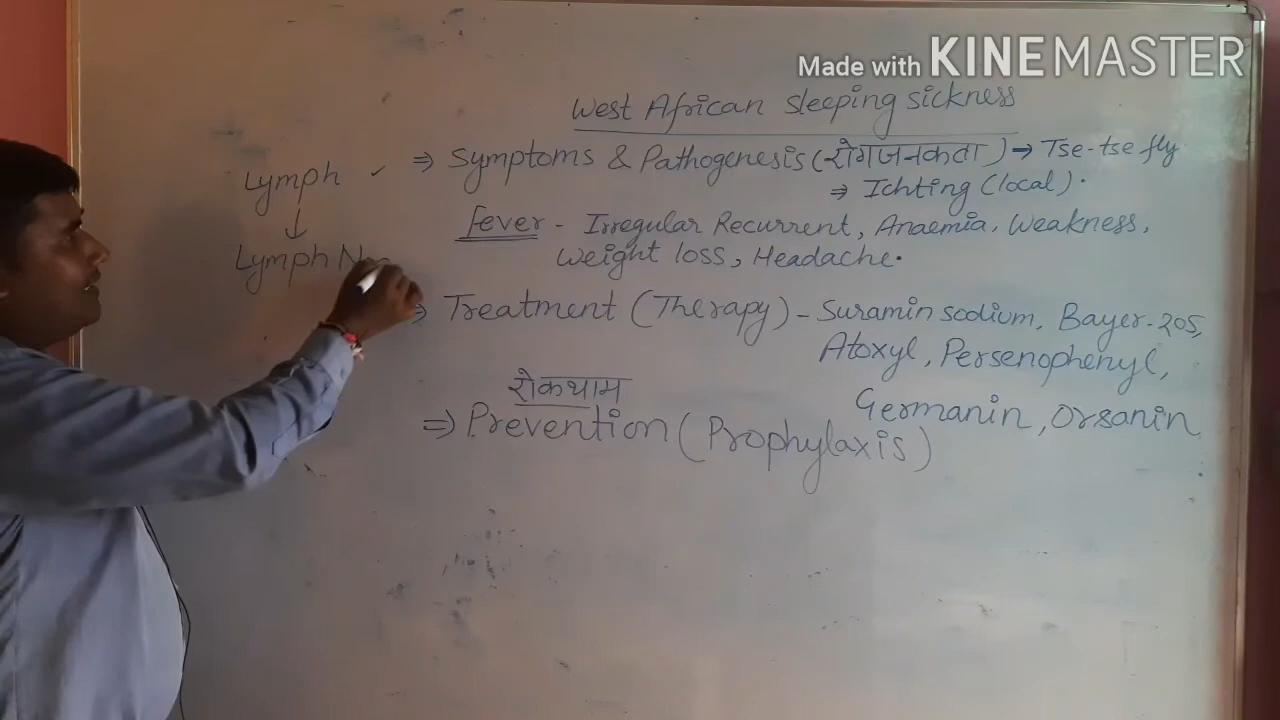 Made with KINEMASTER
West African sleeping sickness
⇒ Symptoms & Pathogenesis (रोगजनकता) → Tse-tse fly
⇒ Ichting (local).
Fever - Irregular Recurrent, Anaemia, Weakness,
Weight loss, Headache.
⇒ Treatment (Therapy) - Suramin sodium, Bayer-205,
Atoxyl, Persenophenyl,
Germanin, Orsanin
रोकथाम
⇒ Prevention (Prophylaxis)
Lymph
↓
Lymph